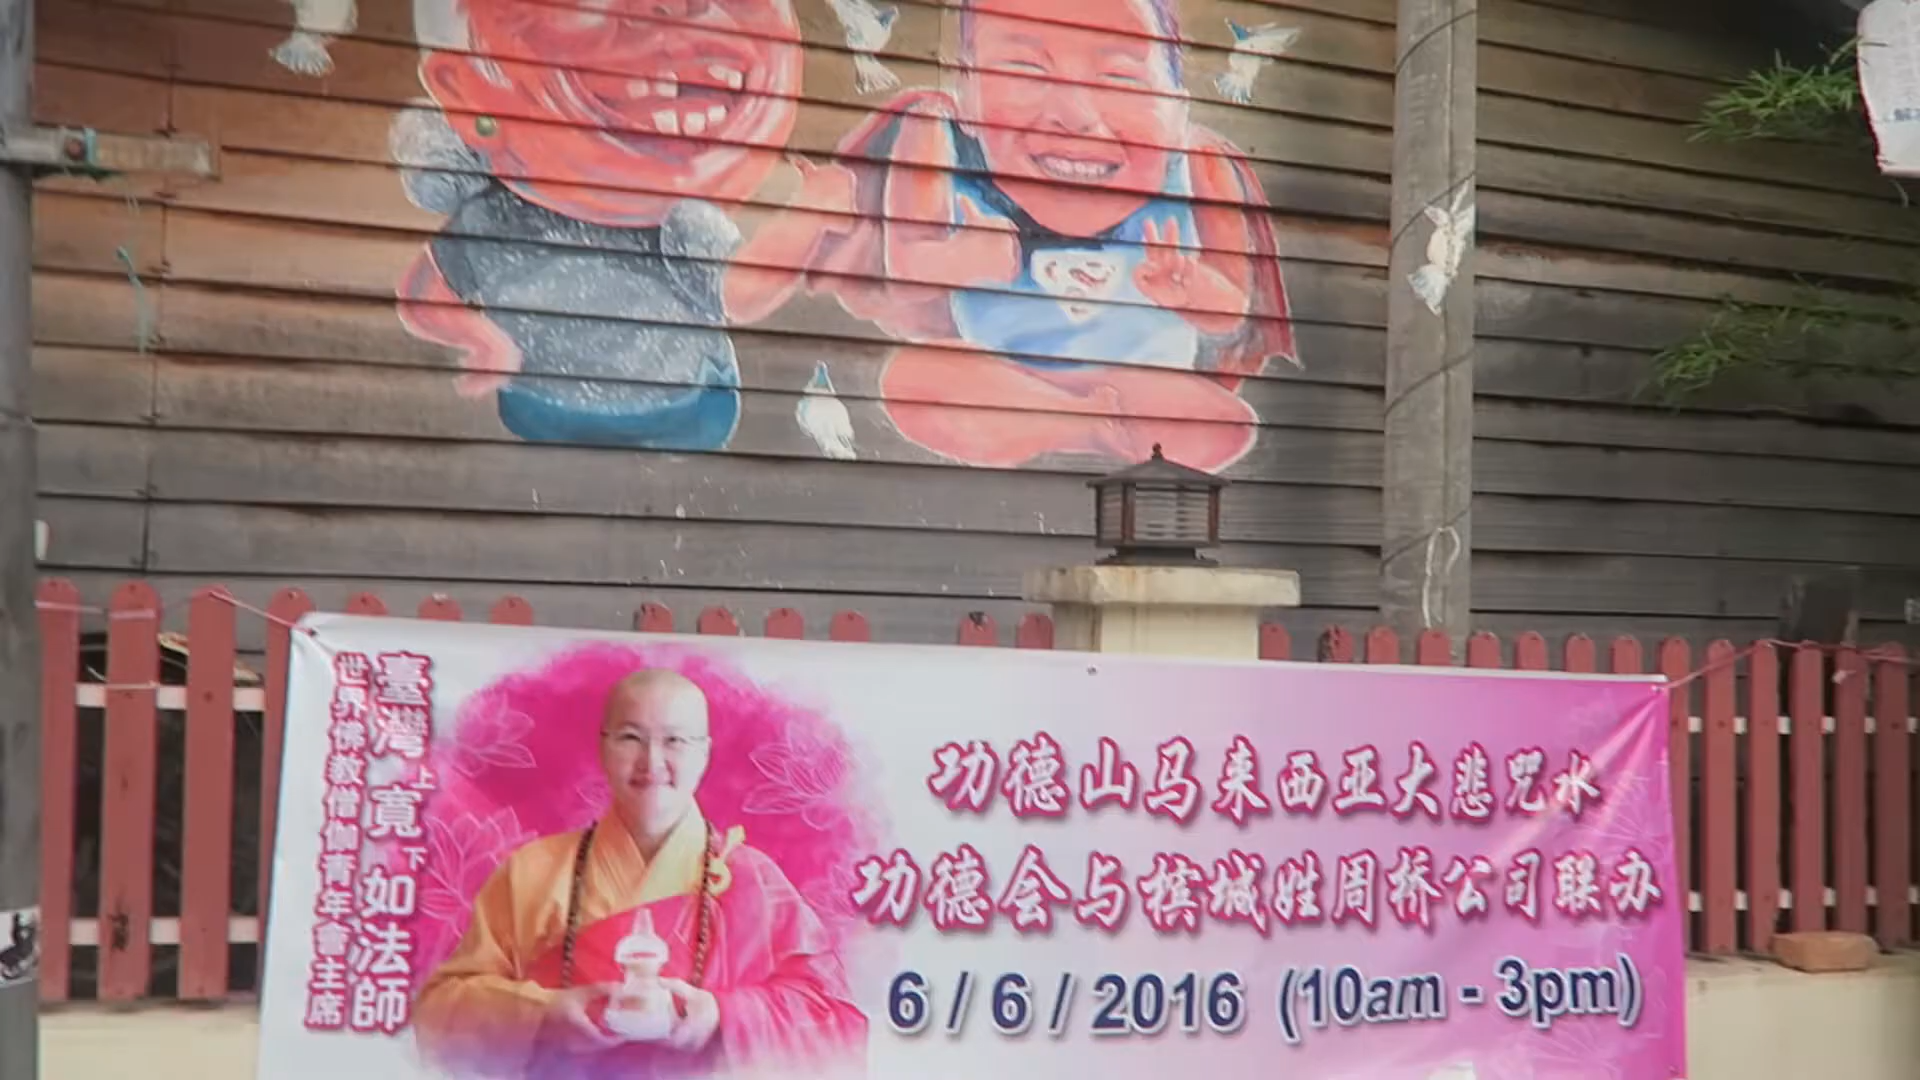 臺灣上寬下如法師
世界佛教僧伽青年會主席
功德山马来西亚大悲咒水
功德会与槟城姓周桥公司联办
6 / 6 / 2016 (10am - 3pm)